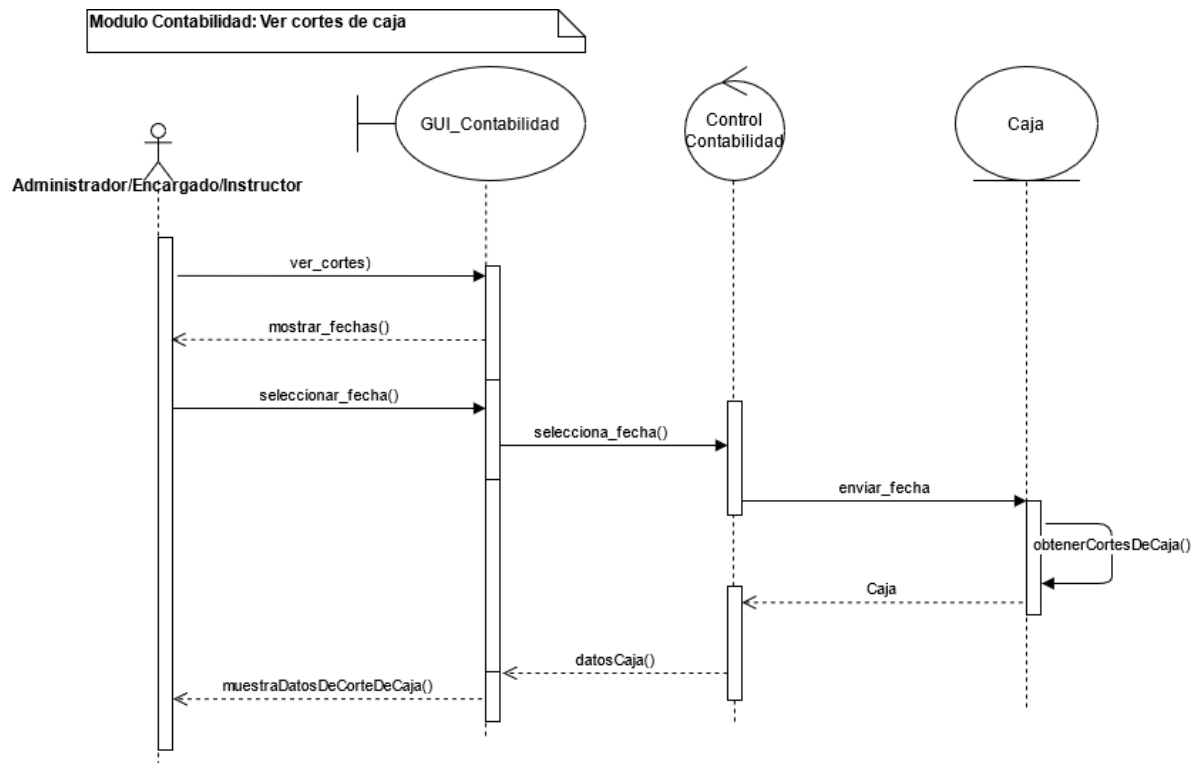 Modulo Contabilidad: Ver cortes de caja
GUI_Contabilidad
Control
Contabilidad
Caja
Administrador/Encargado/Instructor
ver_cortes)
mostrar_fechas()
seleccionar_fecha()
selecciona_fecha()
enviar_fecha
obtenerCortesDeCaja()
Caja
datosCaja()
muestraDatosDeCorteDeCaja()